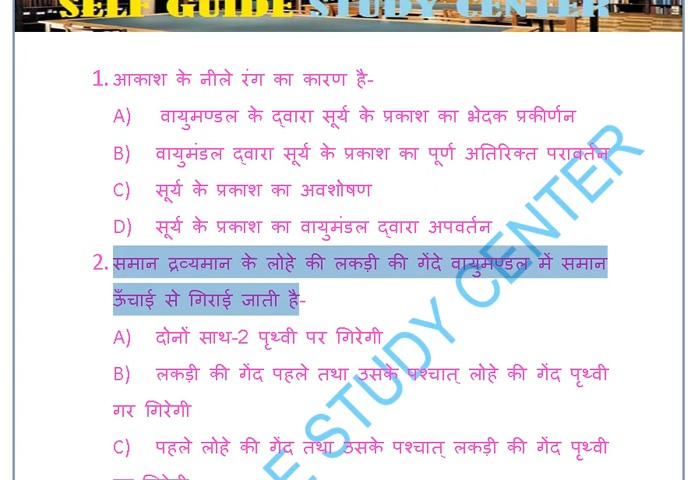 SELF GUIDE STUDY CENTER
1. आकाश के नीले रंग का कारण है-
A) वायुमण्डल के द्वारा सूर्य के प्रकाश का भेदक प्रकीर्णन
B) वायुमंडल द्वारा सूर्य के प्रकाश का पूर्ण अतिरिक्त परावर्तन
C) सूर्य के प्रकाश का अवशोषण
D) सूर्य के प्रकाश का वायुमंडल द्वारा अपवर्तन
2. समान द्रव्यमान के लोहे की लकड़ी की गेंदे वायुमण्डल में समान
ऊँचाई से गिराई जाती है-
A) दोनों साथ-2 पृथ्वी पर गिरेगी
B) लकड़ी की गेंद पहले तथा उसके पश्चात् लोहे की गेंद पृथ्वी
गर गिरेगी
C) पहले लोहे की गेंद तथा उसके पश्चात् लकड़ी की गेंद पृथ्वी
E STUDY CENTER